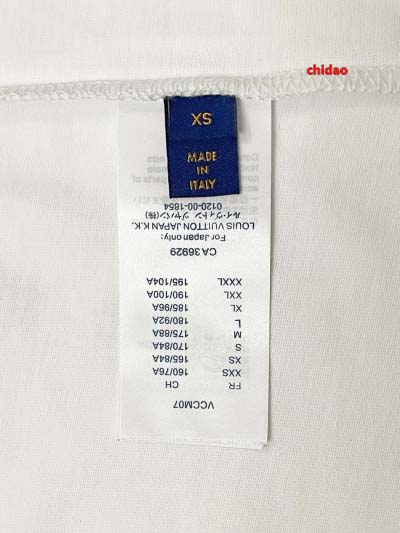 chidao
XS
MADE
IN
ITALY
VCCM07
FR CH
XXS 160/76A
XS 165/84A
S 170/84A
M 175/88A
L 180/92A
XL 185/96A
XXL 190/100A
XXXL 195/104A
CA 36929
For Japan only:
LOUIS VUITTON JAPAN K.K.
ルイ・ヴィトン ジャパン(株)
0120-00-1854